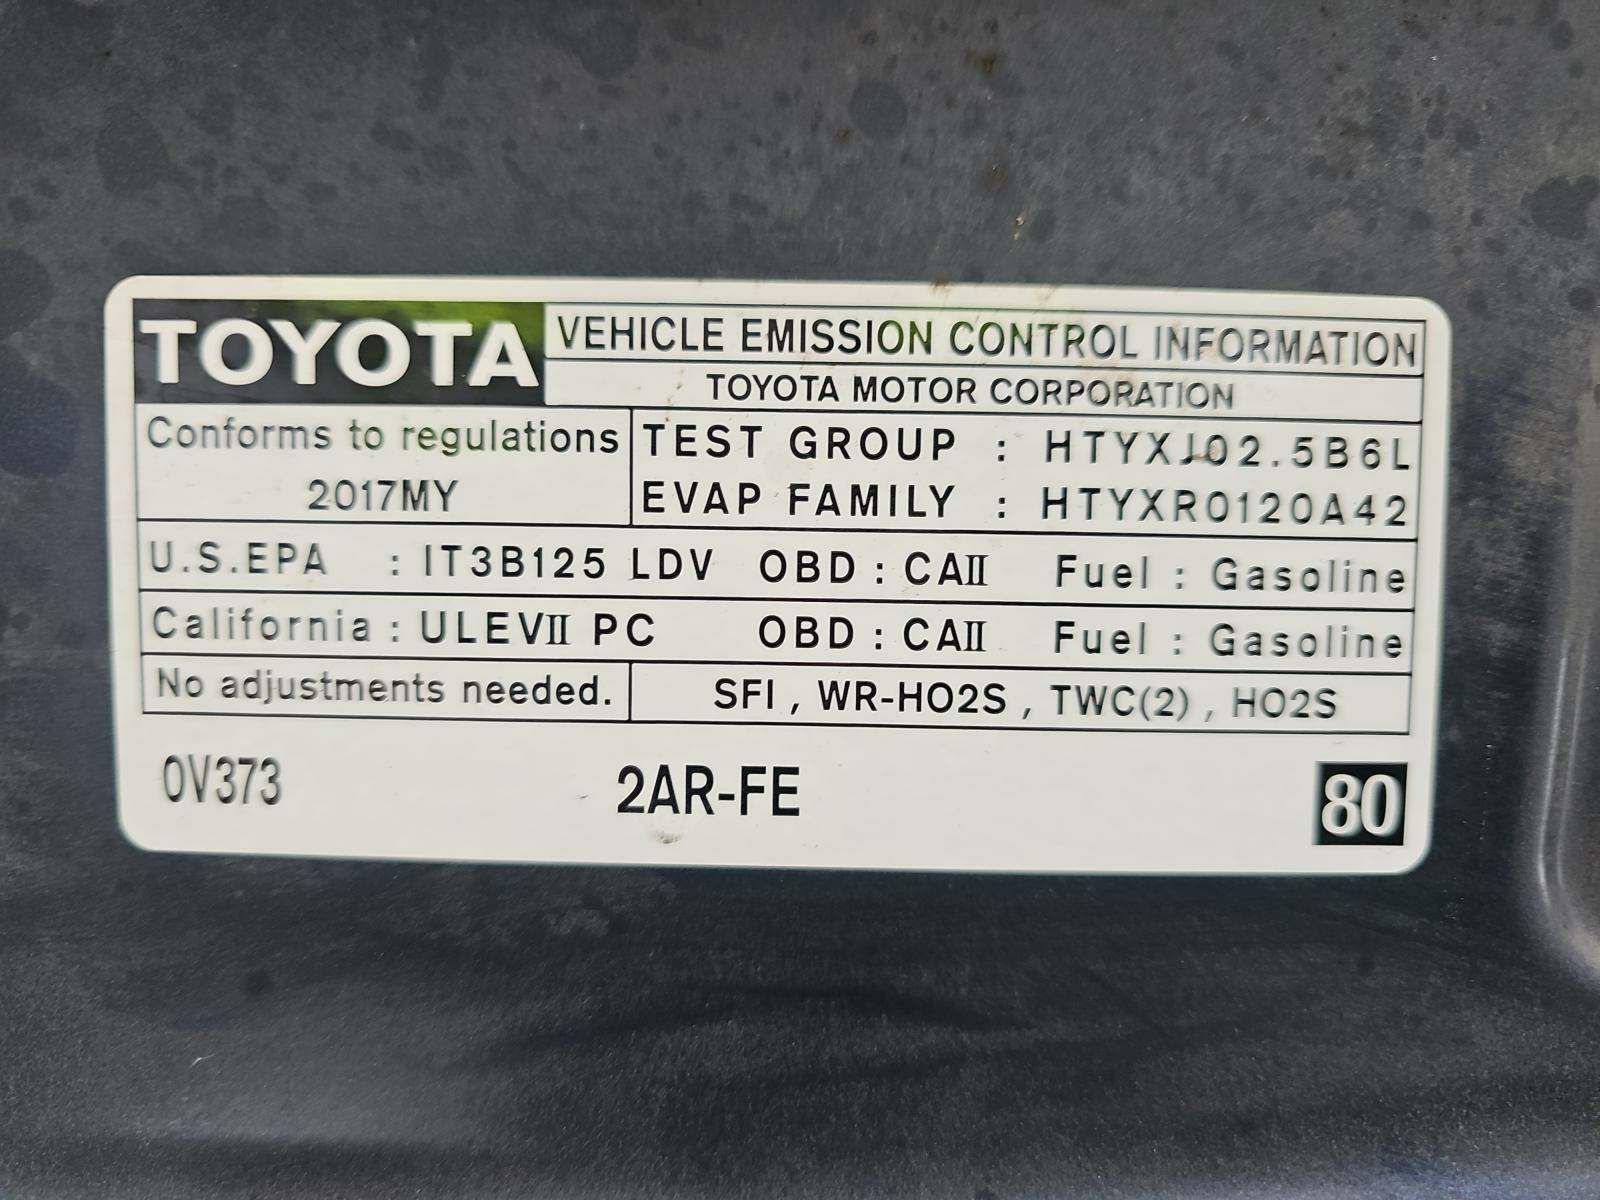 TOYOTA VEHICLE EMISSION CONTROL INFORMATION
TOYOTA MOTOR CORPORATION
Conforms to regulations
2017MY
TEST GROUP : HTYXJ02.5B6L
EVAP FAMILY : HTYXR0120A42
U.S.EPA : IT3B125 LDV OBD : CAⅡ Fuel : Gasoline
California : ULEVⅡ PC OBD : CAⅡ Fuel : Gasoline
No adjustments needed. SFI , WR-HO2S , TWC(2) , HO2S
0V373 2AR-FE 80